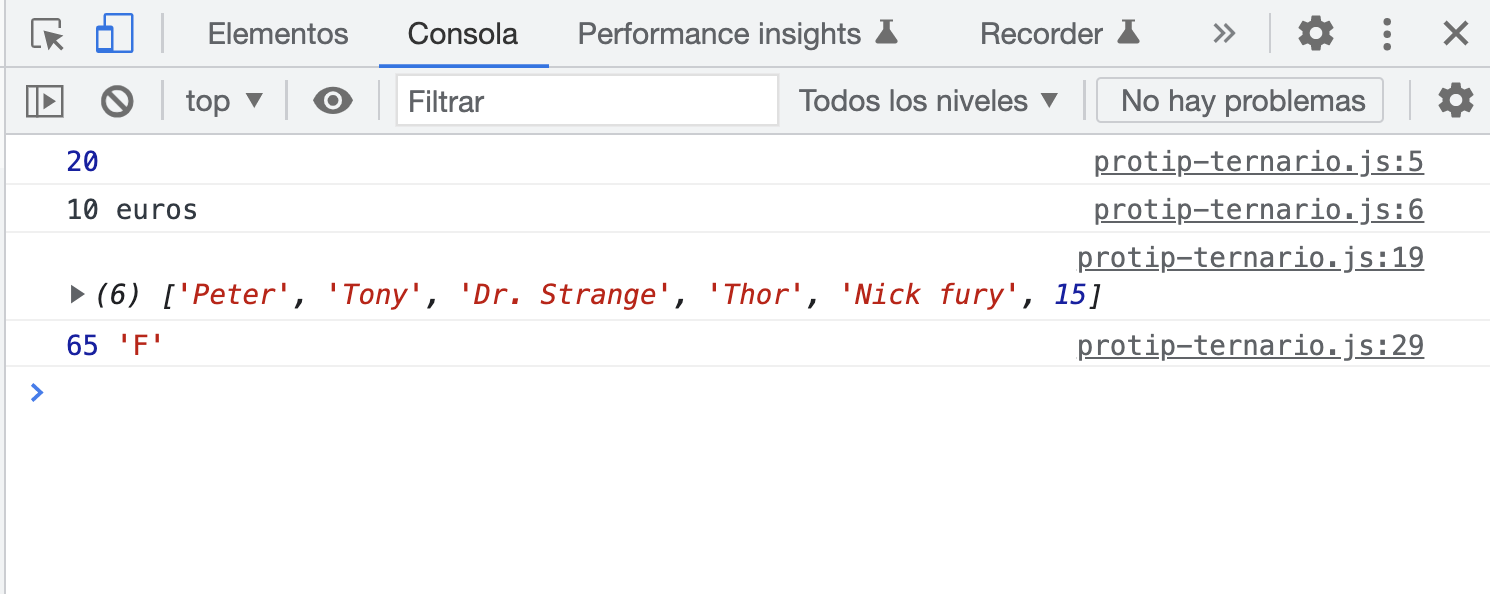 Elementos Consola Performance insights Recorder
top Filtrar Todos los niveles No hay problemas
20 protip-ternario.js:5
10 euros protip-ternario.js:6
protip-ternario.js:19
(6) ['Peter', 'Tony', 'Dr. Strange', 'Thor', 'Nick fury', 15]
65 'F' protip-ternario.js:29